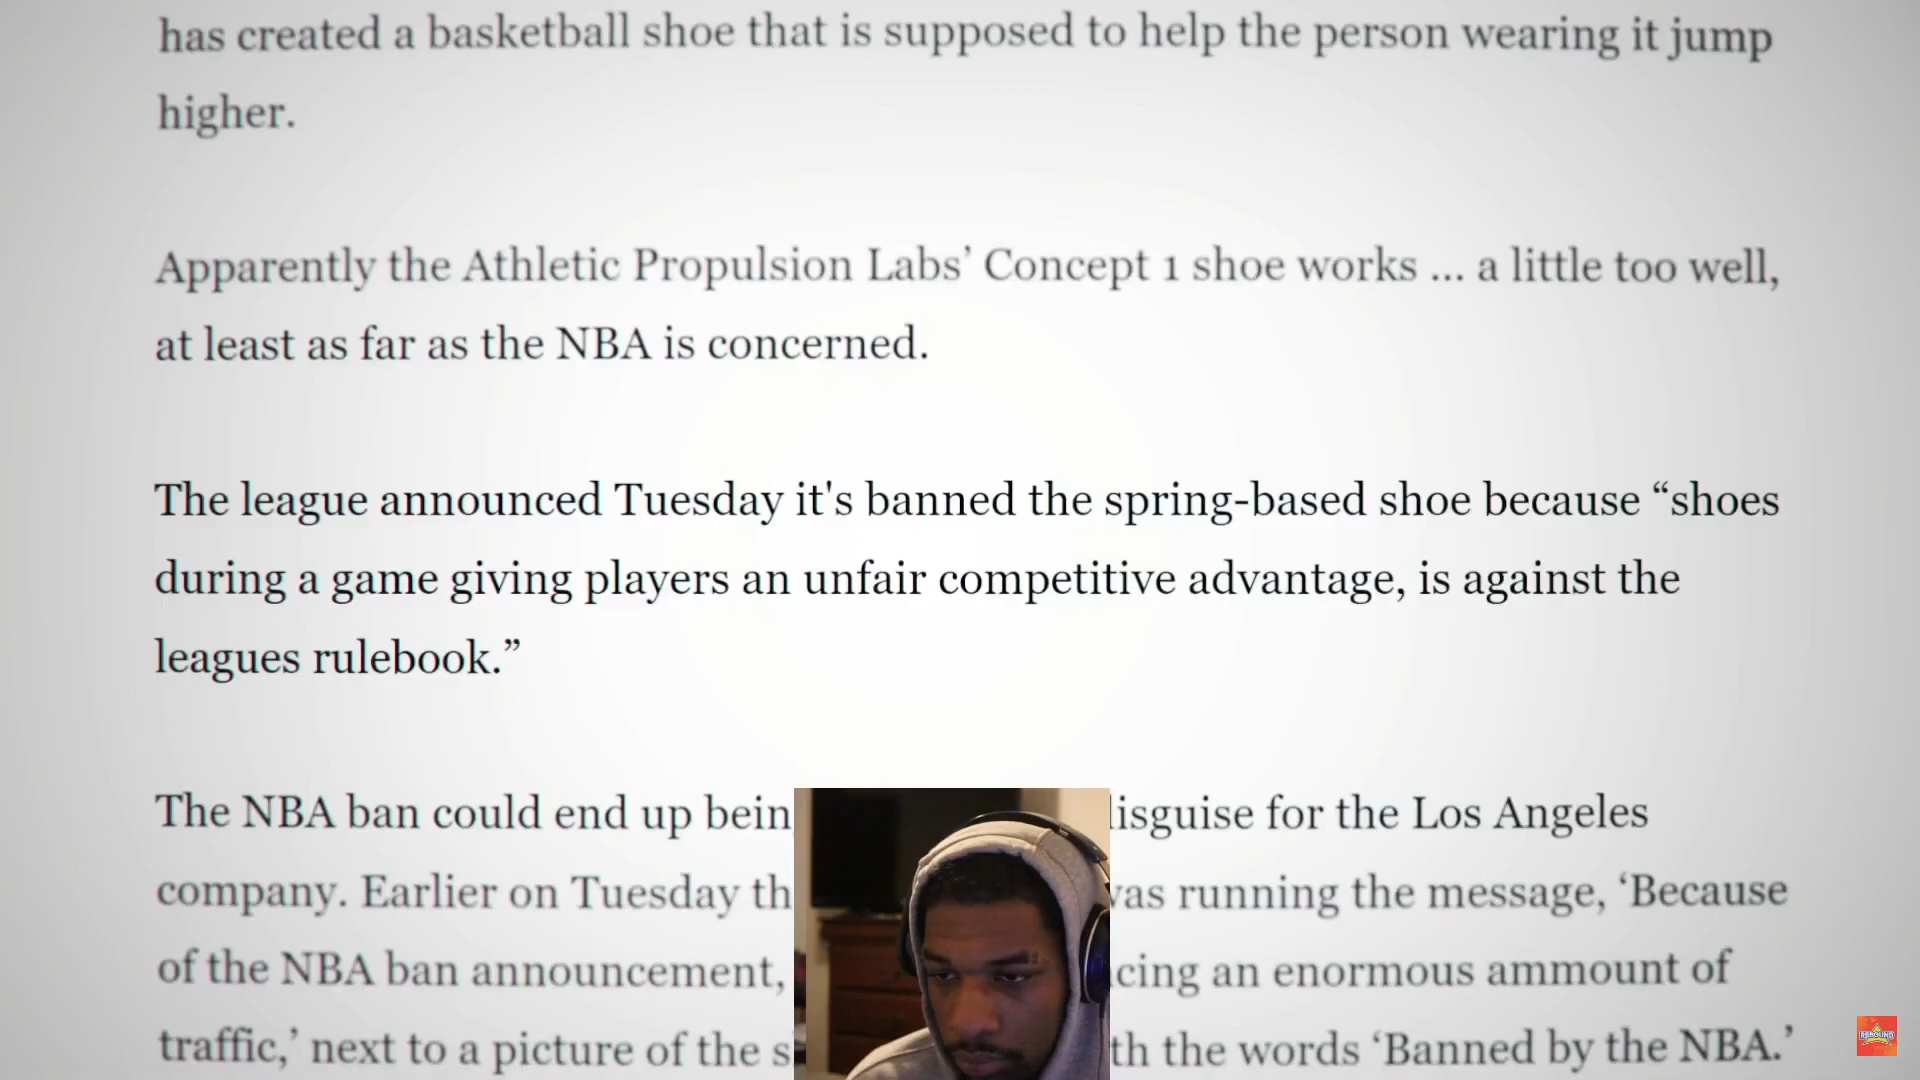 has created a basketball shoe that is supposed to help the person wearing it jump
higher.
Apparently the Athletic Propulsion Labs’ Concept 1 shoe works ... a little too well,
at least as far as the NBA is concerned.
The league announced Tuesday it's banned the spring-based shoe because “shoes
during a game giving players an unfair competitive advantage, is against the
leagues rulebook.”
The NBA ban could end up bein isguise for the Los Angeles
company. Earlier on Tuesday th as running the message, ‘Because
of the NBA ban announcement, cing an enormous ammount of
traffic,’ next to a picture of the s th the words ‘Banned by the NBA.’
REBOUND